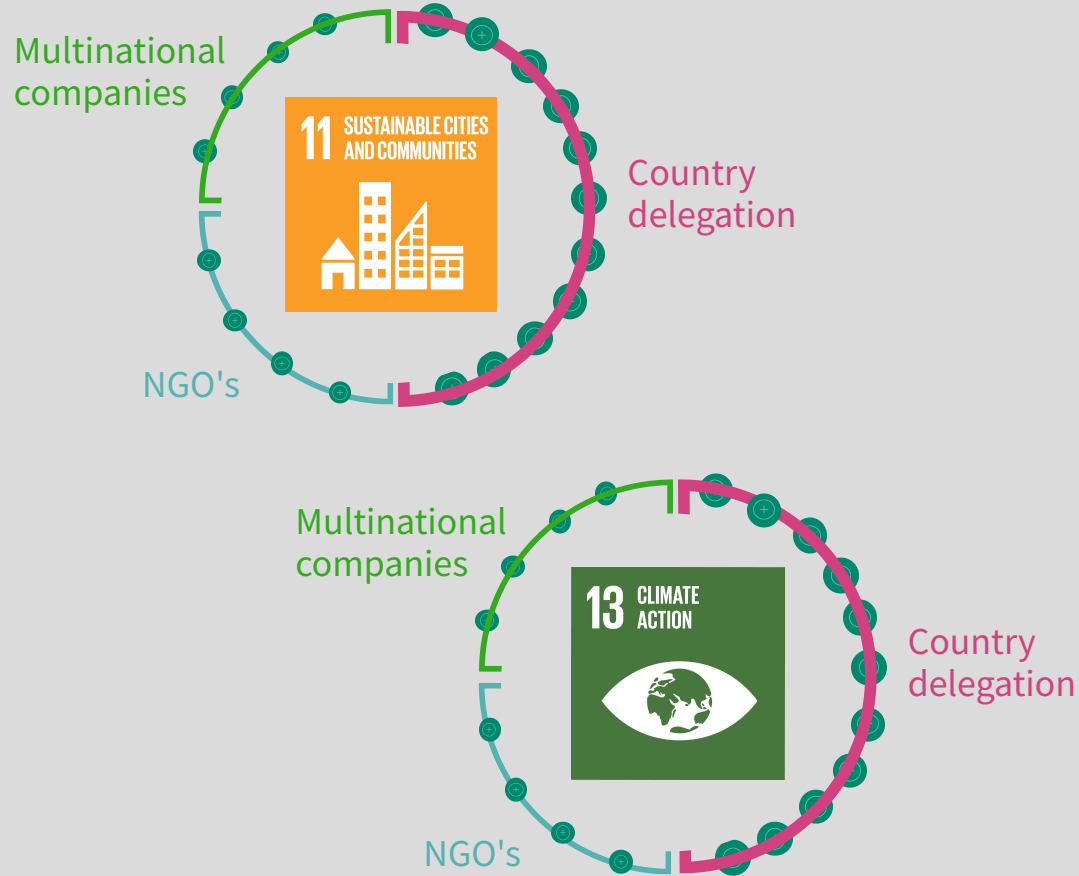 Multinational
companies
11 SUSTAINABLE CITIES
AND COMMUNITIES
Country
delegation
NGO's
Multinational
companies
13 CLIMATE
ACTION
Country
delegation
NGO's